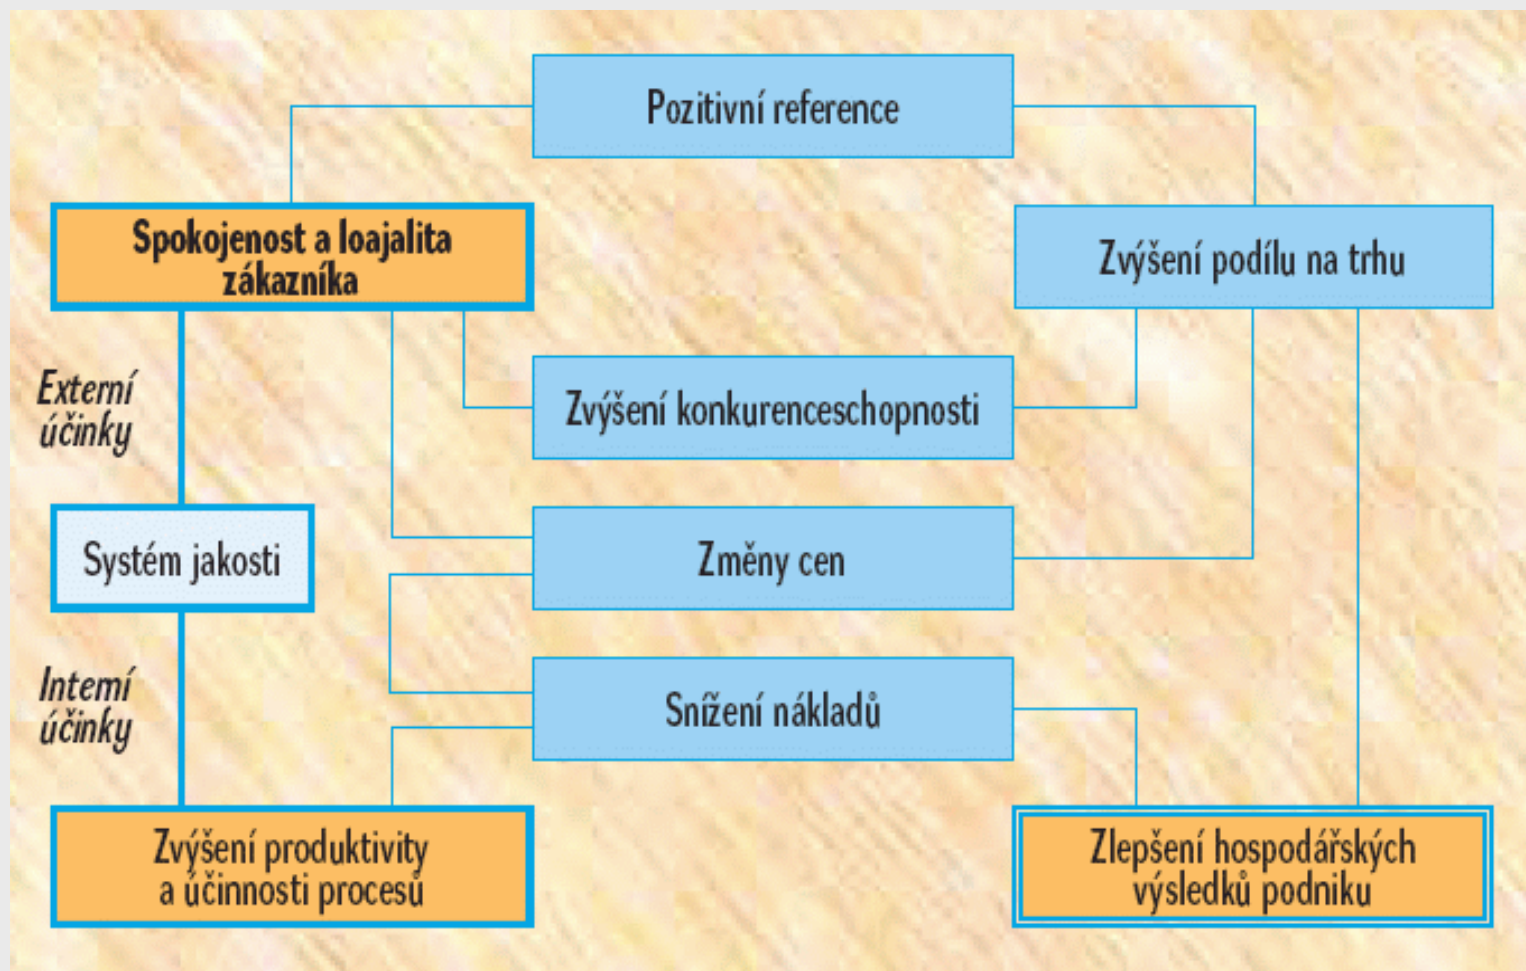 Pozitivní reference
Spokojenost a loajalita
zákazníka
Zvýšení podílu na trhu
Externí
účinky
Zvýšení konkurenceschopnosti
Systém jakosti
Změny cen
Interní
účinky
Snížení nákladů
Zvýšení produktivity
a účinnosti procesů
Zlepšení hospodářských
výsledků podniku